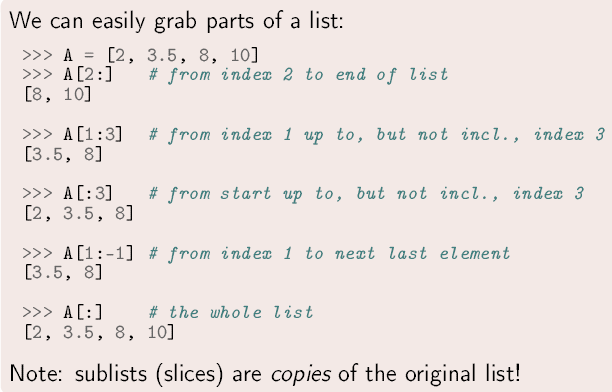 We can easily grab parts of a list:
>>> A = [2, 3.5, 8, 10]
>>> A[2:] # from index 2 to end of list
[8, 10]
>>> A[1:3] # from index 1 up to, but not incl., index 3
[3.5, 8]
>>> A[:3] # from start up to, but not incl., index 3
[2, 3.5, 8]
>>> A[1:-1] # from index 1 to next last element
[3.5, 8]
>>> A[:] # the whole list
[2, 3.5, 8, 10]
Note: sublists (slices) are copies of the original list!